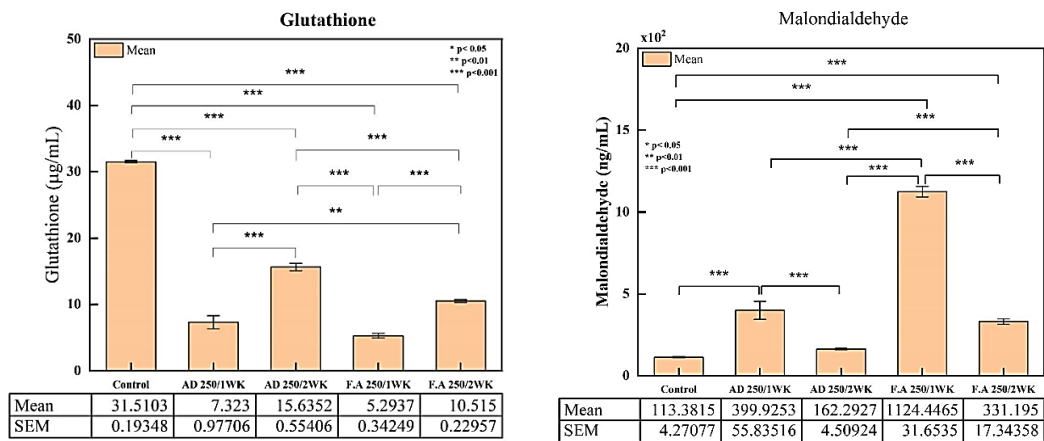 Glutathione
Mean
* p< 0.05
** p<0.01
*** p<0.001
50
40
30
20
10
0
Glutathione (µg/mL)
***
***
***
***
***
***
***
**
***
Control AD 250/1WK AD 250/2WK F.A 250/1WK F.A 250/2WK
Mean 31.5103 7.323 15.6352 5.2937 10.515
SEM 0.19348 0.97706 0.55406 0.34249 0.22957
Malondialdehyde
x10²
Mean
* p<0.05
** p<0.01
*** p<0.001
20
15
10
5
0
Malondialdehyde (ng/mL)
***
***
***
***
***
***
***
***
Control AD 250/1WK AD 250/2WK F.A 250/1WK F.A 250/2WK
Mean 113.3815 399.9253 162.2927 1124.4465 331.195
SEM 4.27077 55.83516 4.50924 31.6535 17.34358